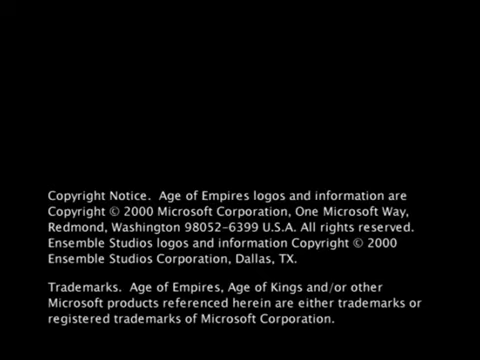 Copyright Notice.  Age of Empires logos and information are
Copyright © 2000 Microsoft Corporation, One Microsoft Way,
Redmond, Washington 98052-6399 U.S.A. All rights reserved.
Ensemble Studios logos and information Copyright © 2000
Ensemble Studios Corporation, Dallas, TX.
Trademarks.  Age of Empires, Age of Kings and/or other
Microsoft products referenced herein are either trademarks or
registered trademarks of Microsoft Corporation.